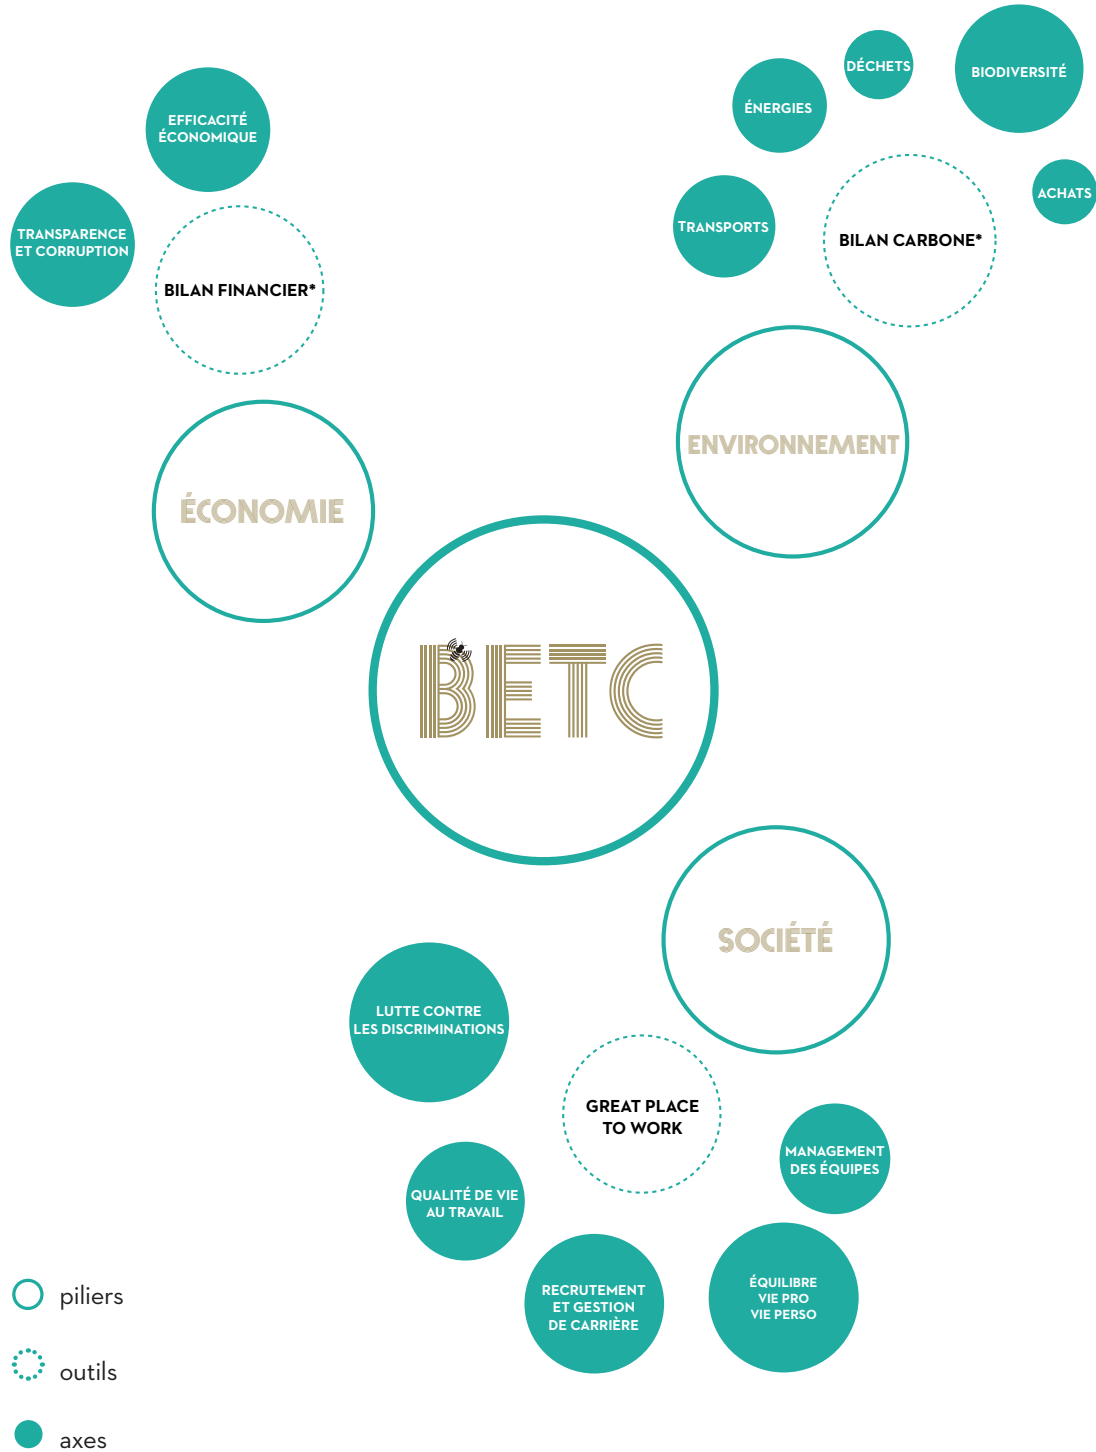 DÉCHETS
BIODIVERSITÉ
ÉNERGIES
EFFICACITÉ
ÉCONOMIQUE
ACHATS
TRANSPORTS
TRANSPARENCE
ET CORRUPTION
BILAN CARBONE*
BILAN FINANCIER*
ENVIRONNEMENT
ÉCONOMIE
BETC
SOCIÉTÉ
LUTTE CONTRE
LES DISCRIMINATIONS
GREAT PLACE
TO WORK
MANAGEMENT
DES ÉQUIPES
QUALITÉ DE VIE
AU TRAVAIL
RECRUTEMENT
ET GESTION
DE CARRIÈRE
ÉQUILIBRE
VIE PRO
VIE PERSO
piliers
outils
axes